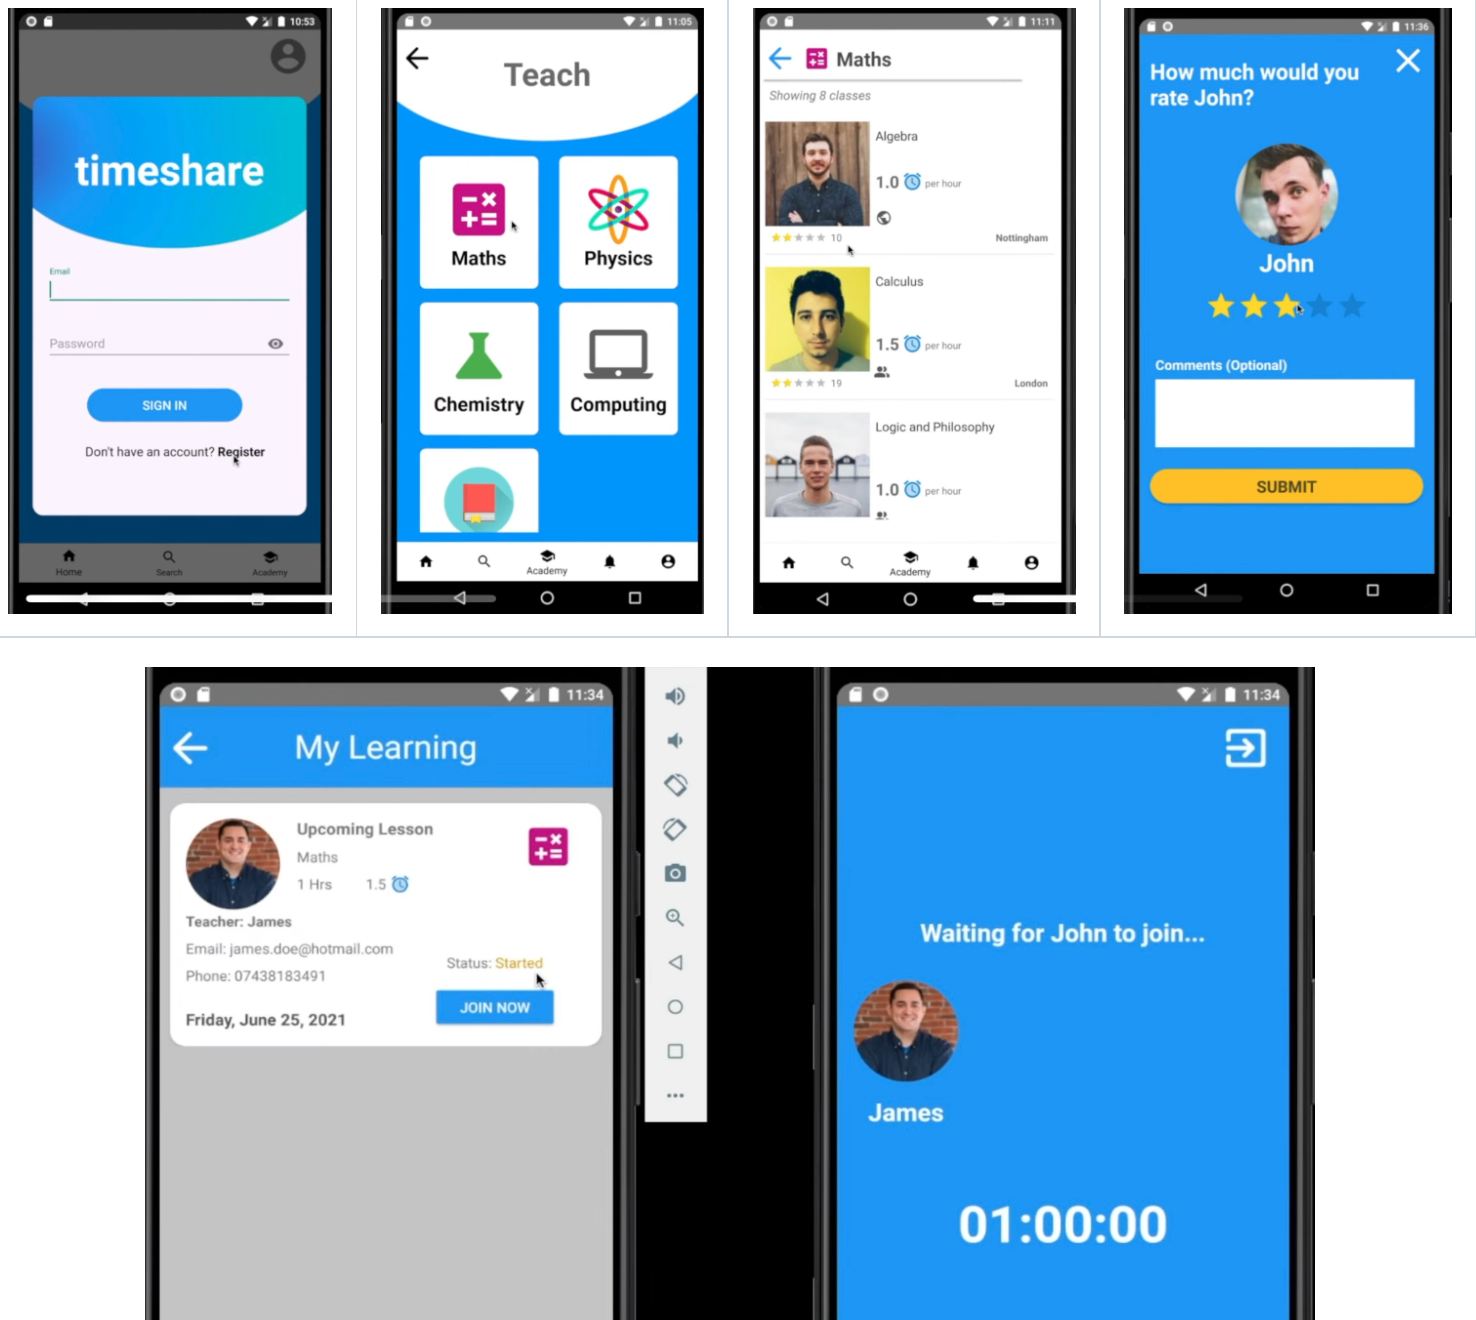 10:53
timeshare
Email
Password
SIGN IN
Don't have an account? Register
Home
Search
Academy
11:05
Teach
Maths
Physics
Chemistry
Computing
Academy
11:11
Maths
Showing 8 classes
Algebra
1.0 per hour
10
Nottingham
Calculus
1.5 per hour
19
London
Logic and Philosophy
1.0 per hour
Academy
11:36
How much would you
rate John?
John
Comments (Optional)
SUBMIT
11:34
My Learning
Upcoming Lesson
Maths
1 Hrs 1.5
Teacher: James
Email: james.doe@hotmail.com
Phone: 07438183491
Status: Started
JOIN NOW
Friday, June 25, 2021
11:34
Waiting for John to join...
James
01:00:00